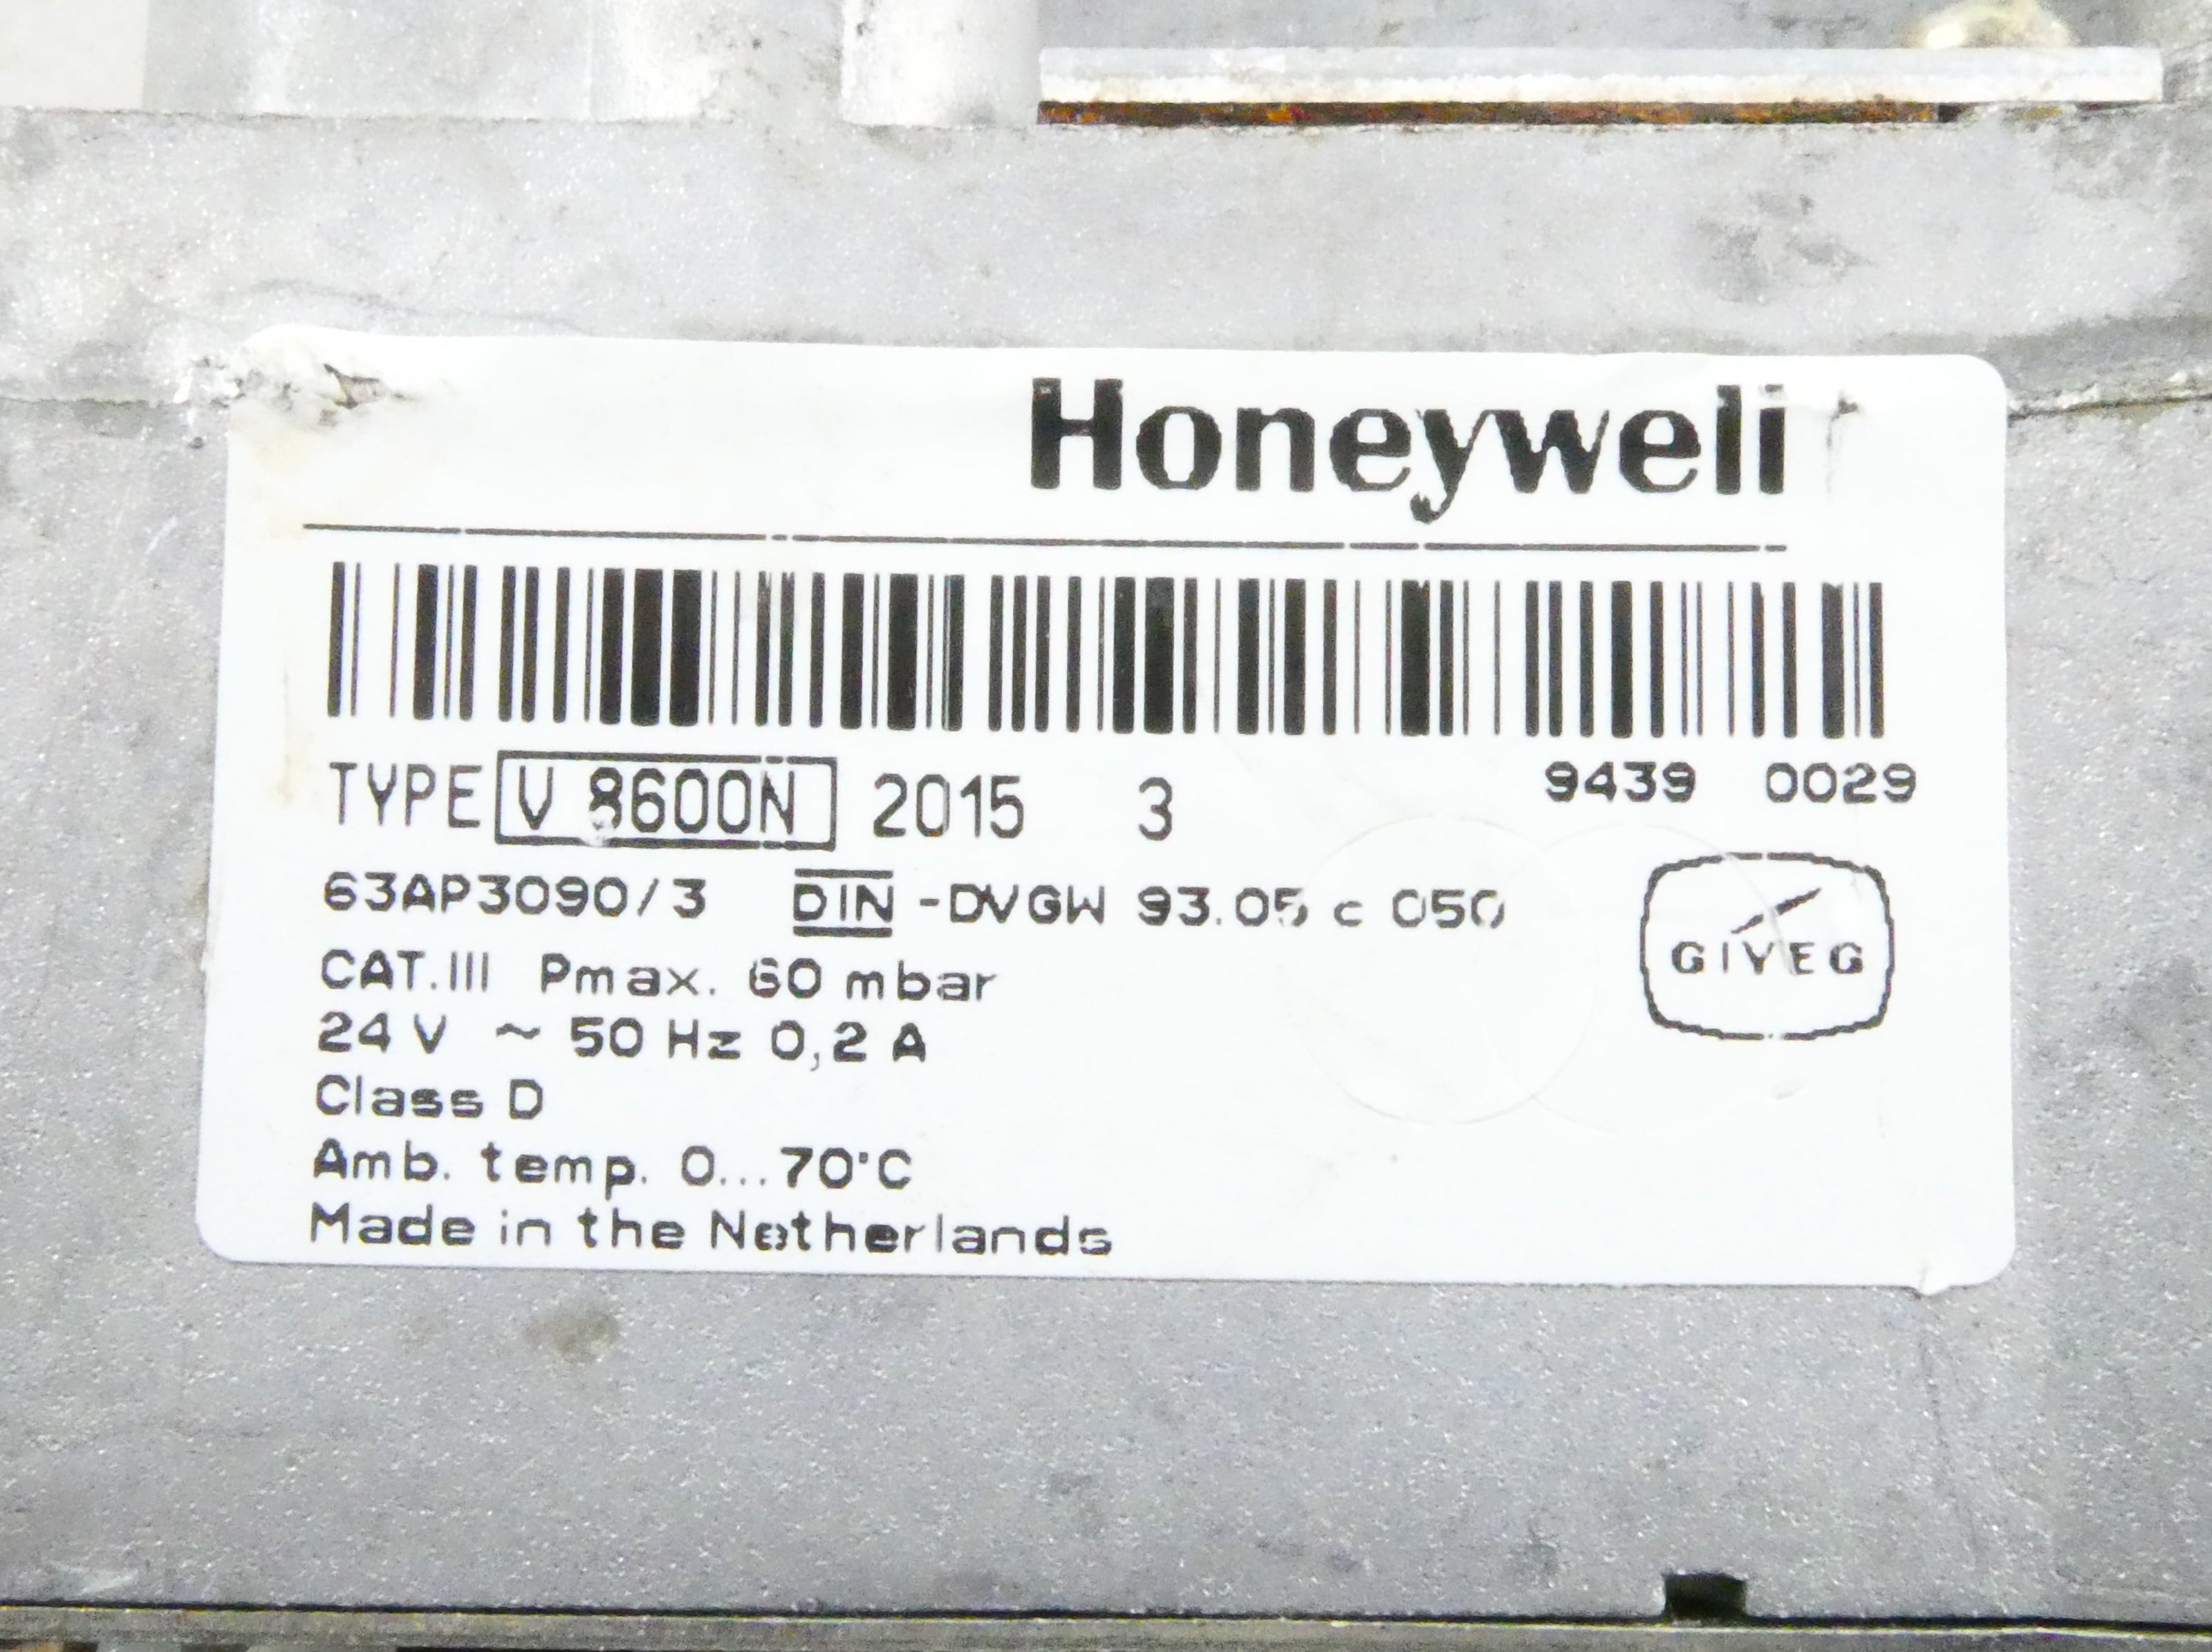 Honeywell
TYPE V 8600N 2015 3 9439 0029
63AP3090/3 DIN-DVGW 93.05 c 050
GIVEG
CAT.III Pmax. 60 mbar
24 V ~ 50 Hz 0,2 A
Class D
Amb. temp. 0...70°C
Made in the Netherlands